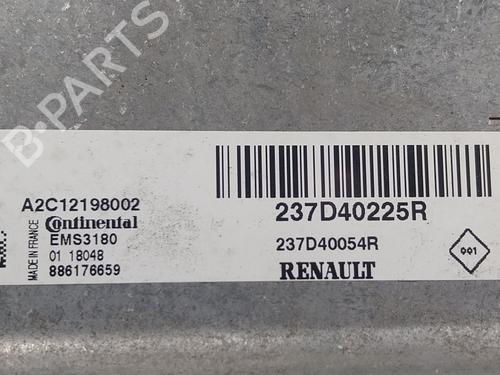 B-PARTS
A2C12198002
Continental
EMS3180
01 18048
886176659
MADE IN FRANCE
237D40225R
237D40054R
RENAULT
001